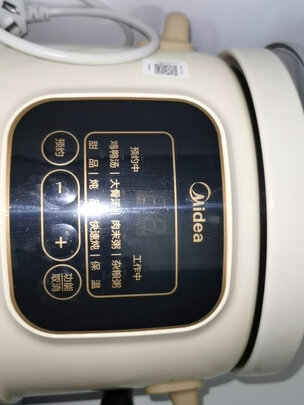 Midea
预约中
工作中
鸡鸭汤 | 大骨汤 | 肉末粥 | 杂粮粥
甜品 | 炖 | 快速炖 | 保温
预约
−
+
功能
取消